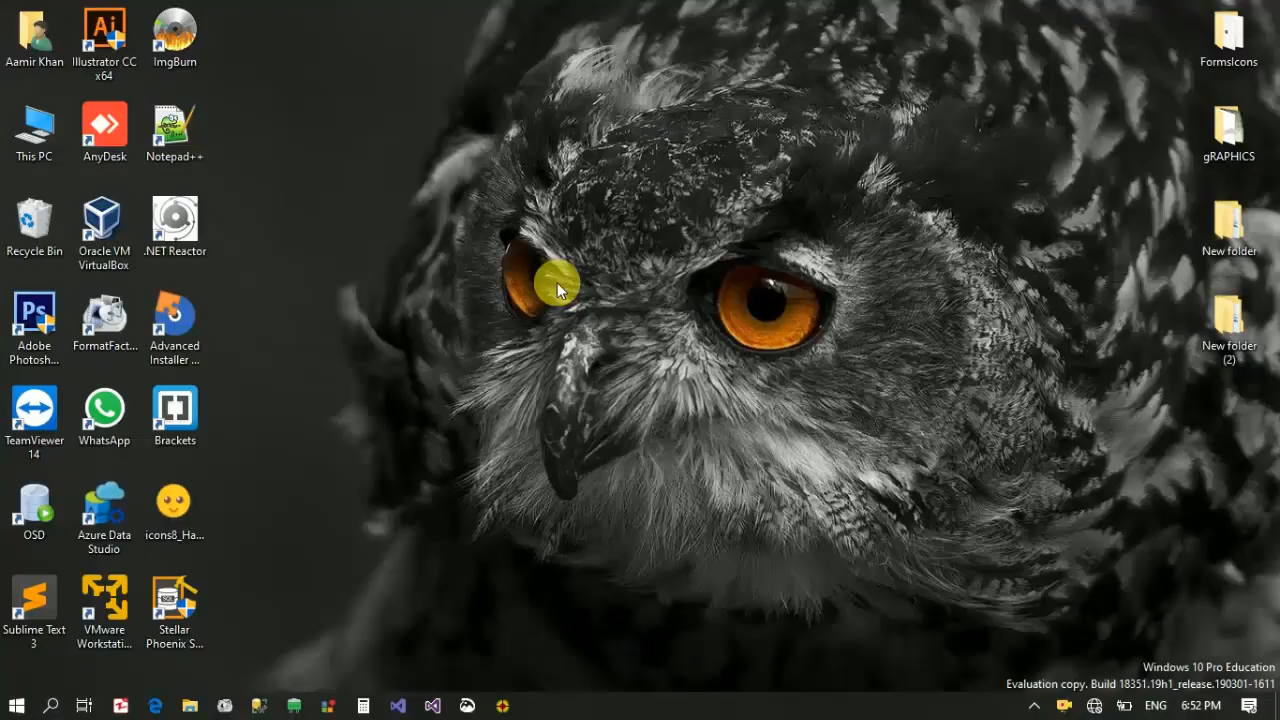 Aamir Khan
Illustrator CC
x64
ImgBurn
This PC
AnyDesk
Notepad++
Recycle Bin
Oracle VM
VirtualBox
.NET Reactor
Ps
Adobe
Photosh...
FormatFact...
Advanced
Installer ...
TeamViewer
14
WhatsApp
Brackets
OSD
Azure Data
Studio
icons8_Ha...
Sublime Text
3
VMware
Workstati...
Stellar
Phoenix S...
Ai
SQL
FormsIcons
gRAPHICS
New folder
New folder
(2)
Windows 10 Pro Education
Evaluation copy. Build 18351.19h1_release.190301-1611
ENG
6:52 PM